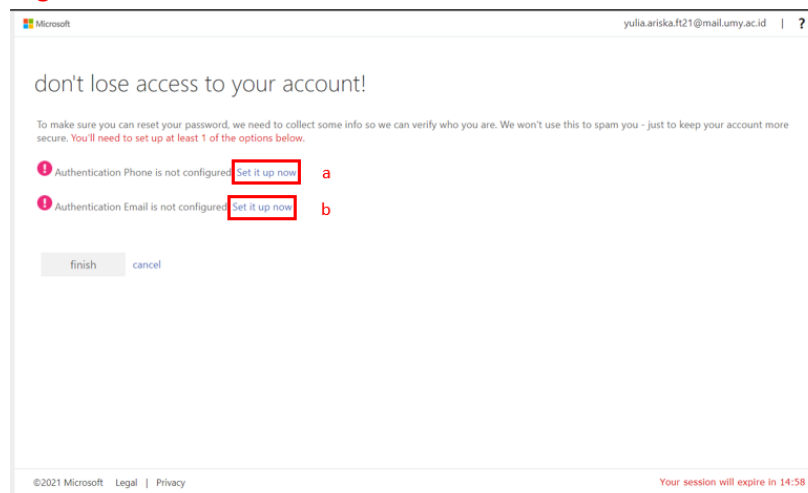 Microsoft
yulia.ariska.ft21@mail.umy.ac.id | ?
don't lose access to your account!
To make sure you can reset your password, we need to collect some info so we can verify who you are. We won't use this to spam you - just to keep your account more
secure. You'll need to set up at least 1 of the options below.
! Authentication Phone is not configured. Set it up now a
! Authentication Email is not configured. Set it up now b
finish cancel
©2021 Microsoft Legal | Privacy
Your session will expire in 14:58